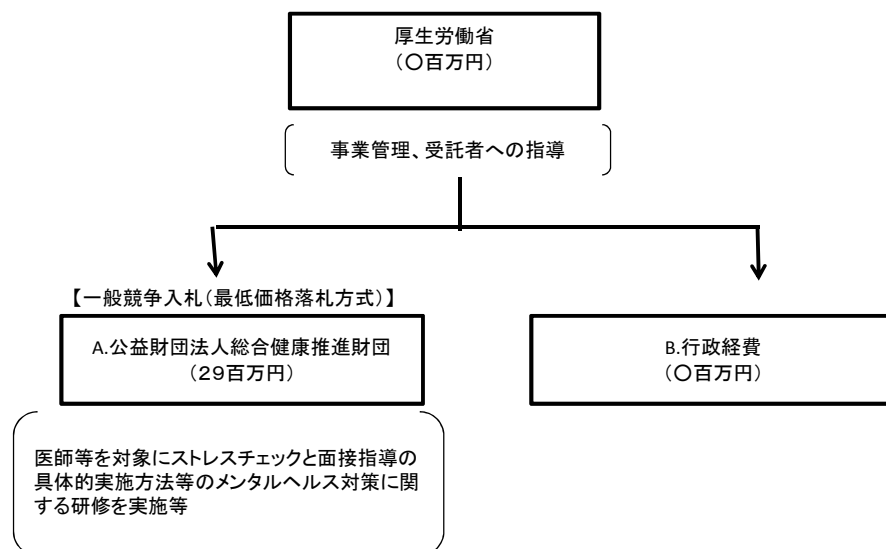 厚生労働省
(〇百万円)
事業管理、受託者への指導
【一般競争入札(最低価格落札方式)】
A.公益財団法人総合健康推進財団
(29百万円)
B.行政経費
(〇百万円)
医師等を対象にストレスチェックと面接指導の
具体的実施方法等のメンタルヘルス対策に関
する研修を実施等